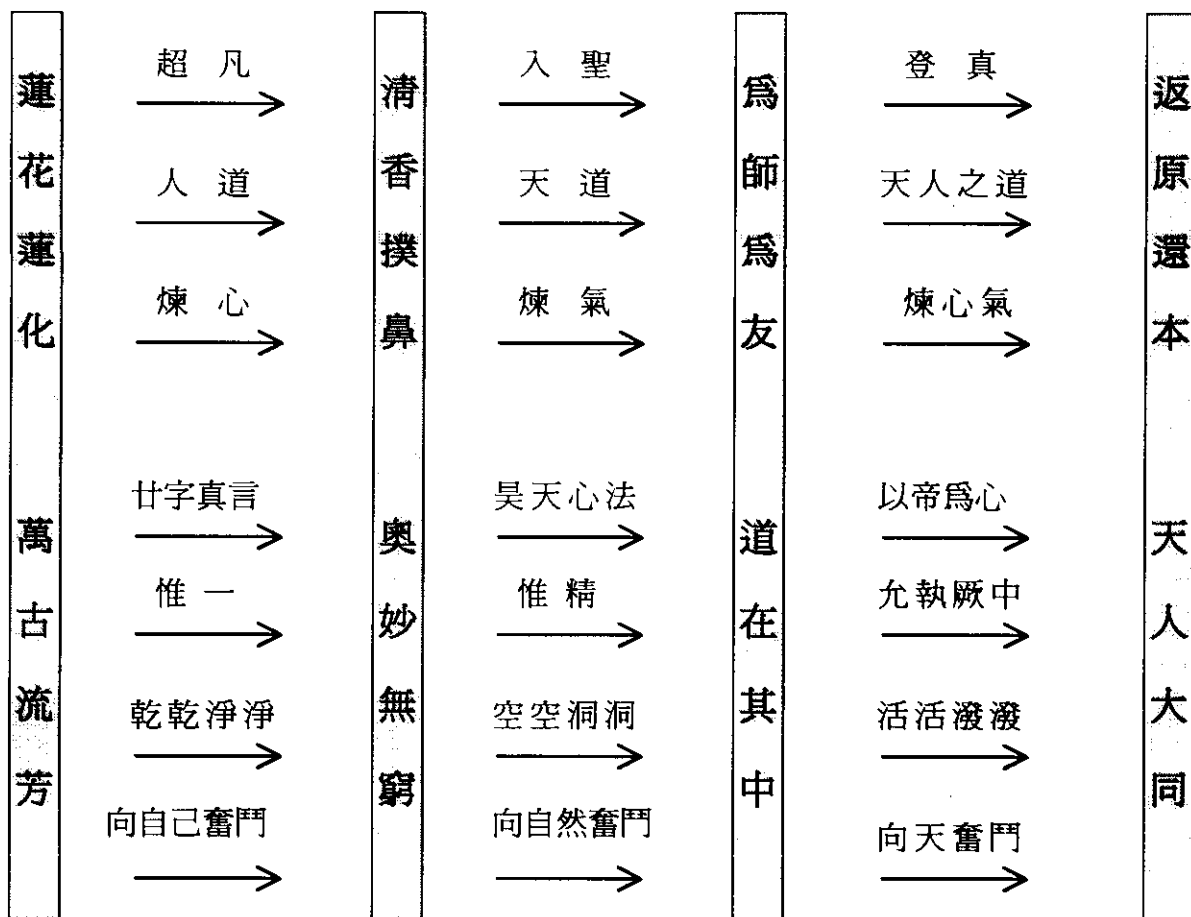 蓮花蓮化 萬古流芳
超凡
人道
煉心
廿字真言
惟一
乾乾淨淨
向自己奮鬥
清香撲鼻 奧妙無窮
入聖
天道
煉氣
昊天心法
惟精
空空洞洞
向自然奮鬥
爲師爲友 道在其中
登真
天人之道
煉心氣
以帝爲心
允執厥中
活活潑潑
向天奮鬥
返原還本 天人大同